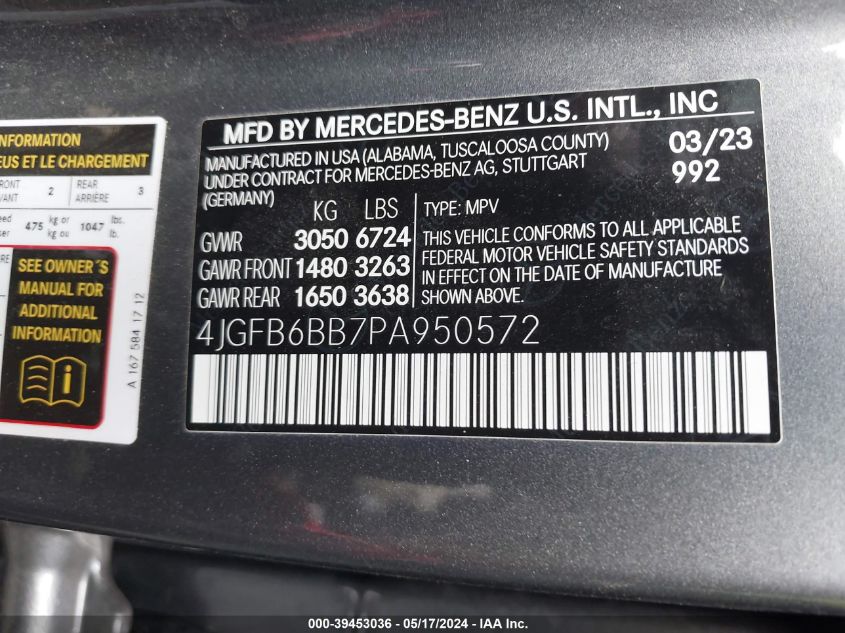 NFORMATION
EUS ET LE CHARGEMENT
FRONT 2 REAR 3
VANT ARRIÈRE
475 kg or 1047 lbs.
kg ou lb.
SEE OWNER´S
MANUAL FOR
ADDITIONAL
INFORMATION
A 167 584 17 12
MFD BY MERCEDES-BENZ U.S. INTL., INC
MANUFACTURED IN USA (ALABAMA, TUSCALOOSA COUNTY)
UNDER CONTRACT FOR MERCEDES-BENZ AG, STUTTGART
(GERMANY)
03/23
992
KG LBS
GVWR 3050 6724
GAWR FRONT 1480 3263
GAWR REAR 1650 3638
TYPE: MPV
THIS VEHICLE CONFORMS TO ALL APPLICABLE
FEDERAL MOTOR VEHICLE SAFETY STANDARDS
IN EFFECT ON THE DATE OF MANUFACTURE
SHOWN ABOVE.
4JGFB6BB7PA950572
000-39453036 - 05/17/2024 - IAA Inc.